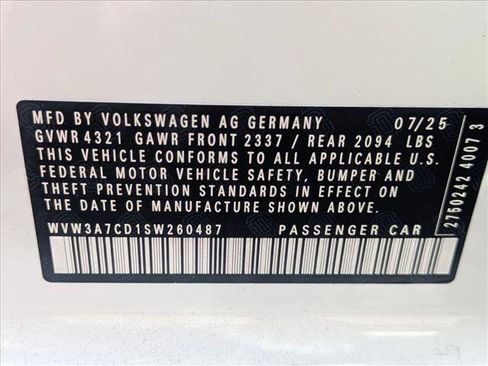 MFD BY VOLKSWAGEN AG GERMANY 07/25
GVWR 4321 GAWR FRONT 2337 / REAR 2094 LBS
THIS VEHICLE CONFORMS TO ALL APPLICABLE U.S.
FEDERAL MOTOR VEHICLE SAFETY, BUMPER AND
THEFT PREVENTION STANDARDS IN EFFECT ON
THE DATE OF MANUFACTURE SHOWN ABOVE.
WVW3A7CD1SW260487 PASSENGER CAR
2760242 4007 3